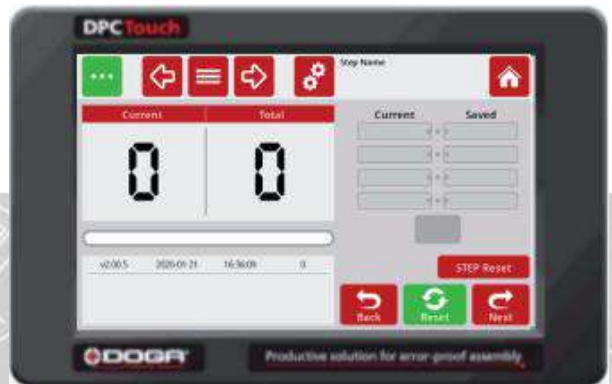 DPCTouch
Step Name
Current Total
Current Saved
0 0
v2.00.5 2020-01-21 16:36:09 0
STEP Reset
Back Reset Next
DOGA Productive solution for error-proof assembly